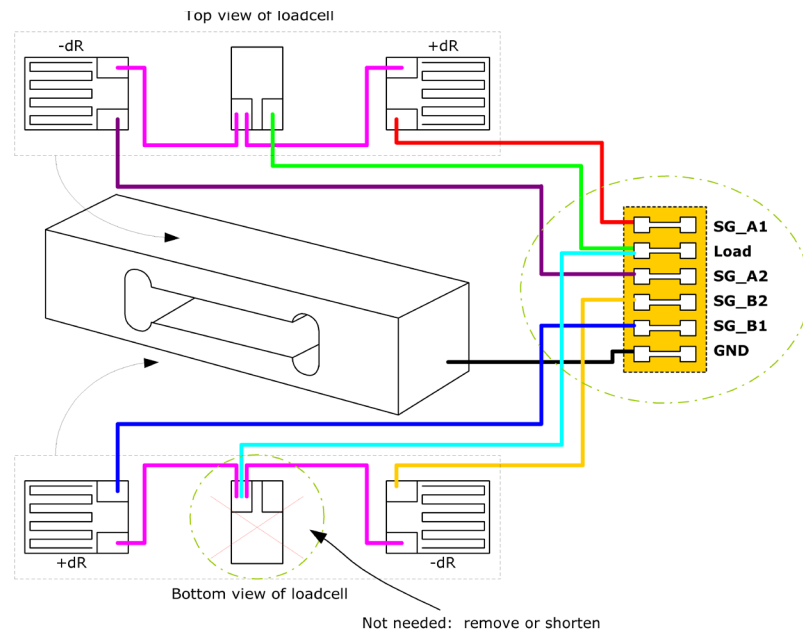 Top view of loadcell
-dR
+dR
SG_A1
Load
SG_A2
SG_B2
SG_B1
GND
+dR
-dR
Bottom view of loadcell
Not needed: remove or shorten